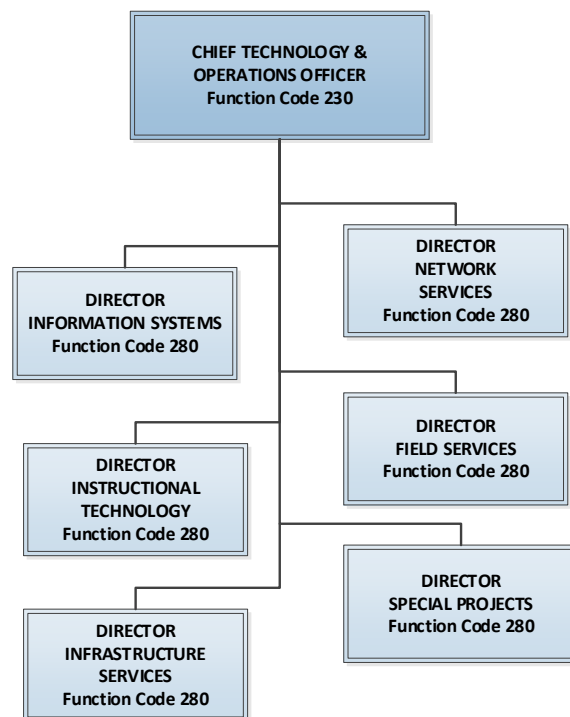 CHIEF TECHNOLOGY &
OPERATIONS OFFICER
Function Code 230
DIRECTOR
NETWORK
SERVICES
Function Code 280
DIRECTOR
INFORMATION SYSTEMS
Function Code 280
DIRECTOR
FIELD SERVICES
Function Code 280
DIRECTOR
INSTRUCTIONAL
TECHNOLOGY
Function Code 280
DIRECTOR
SPECIAL PROJECTS
Function Code 280
DIRECTOR
INFRASTRUCTURE
SERVICES
Function Code 280